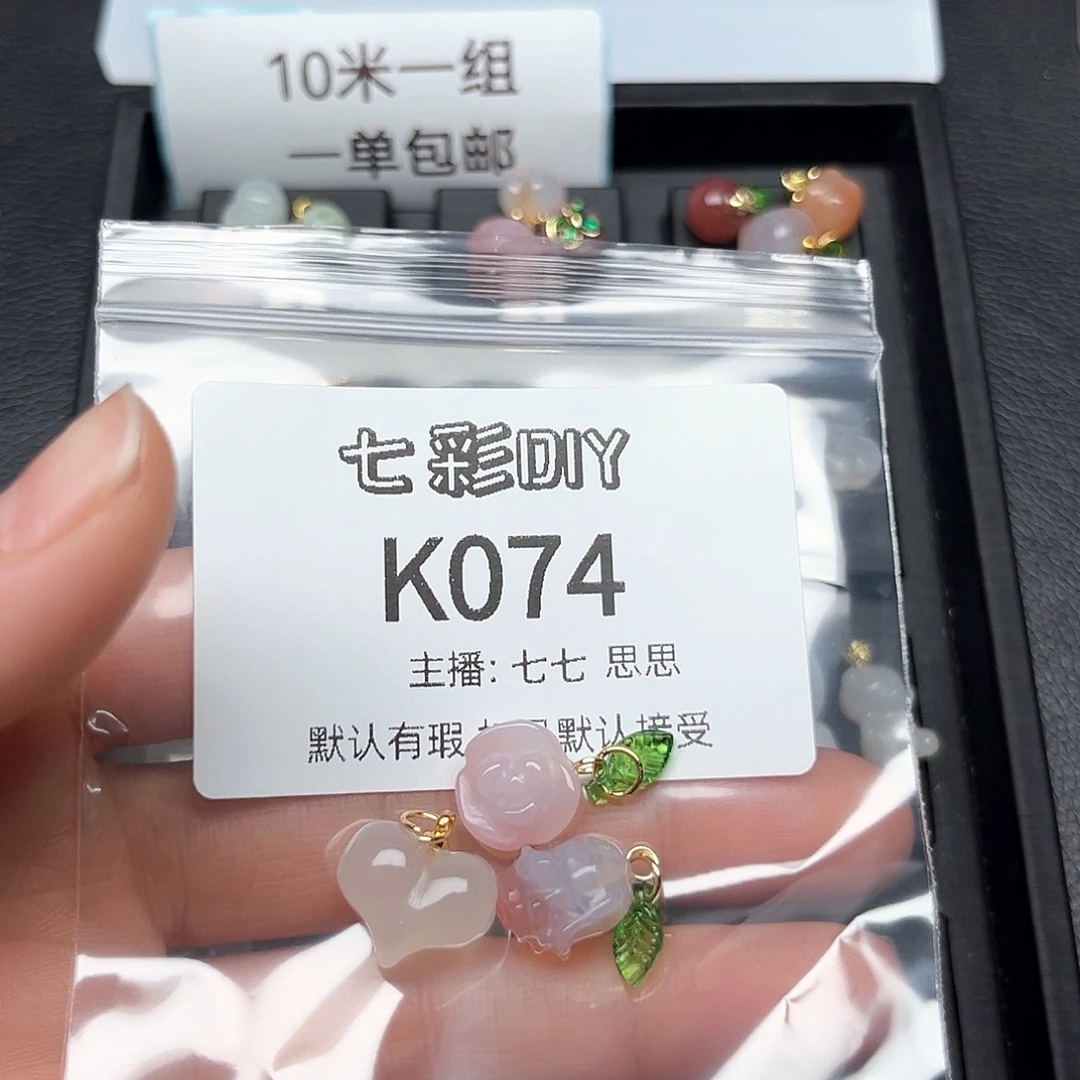 10米一组
一单包邮
七彩DIY
K074
主播: 七七 思思
默认有瑕 默认接受